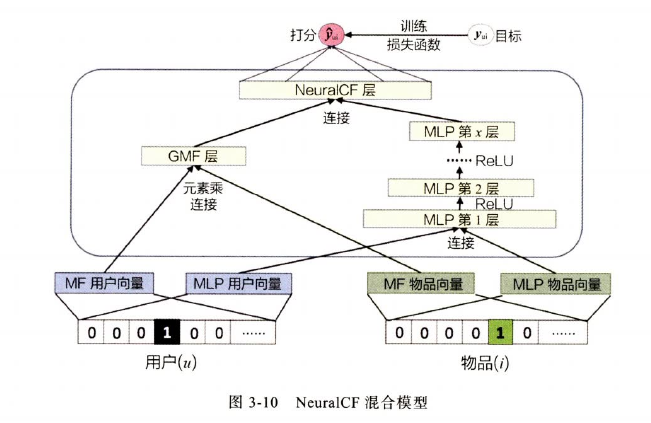 打分 ŷui 训练 yui 目标
损失函数
NeuralCF 层
连接
MLP 第 x 层
GMF 层
…… ReLU
元素乘
连接
MLP 第 2 层
ReLU
MLP 第 1 层
连接
MF 用户向量 MLP 用户向量 MF 物品向量 MLP 物品向量
0 0 0 1 0 0 …… 0 0 0 0 1 0 ……
用户(u) 物品(i)
图 3-10 NeuralCF 混合模型